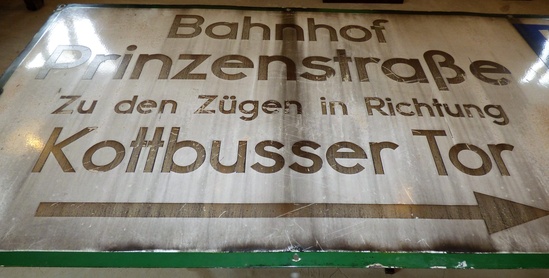 Bahnhof
Prinzenstraße
Zu den Zügen in Richtung
Kottbusser Tor